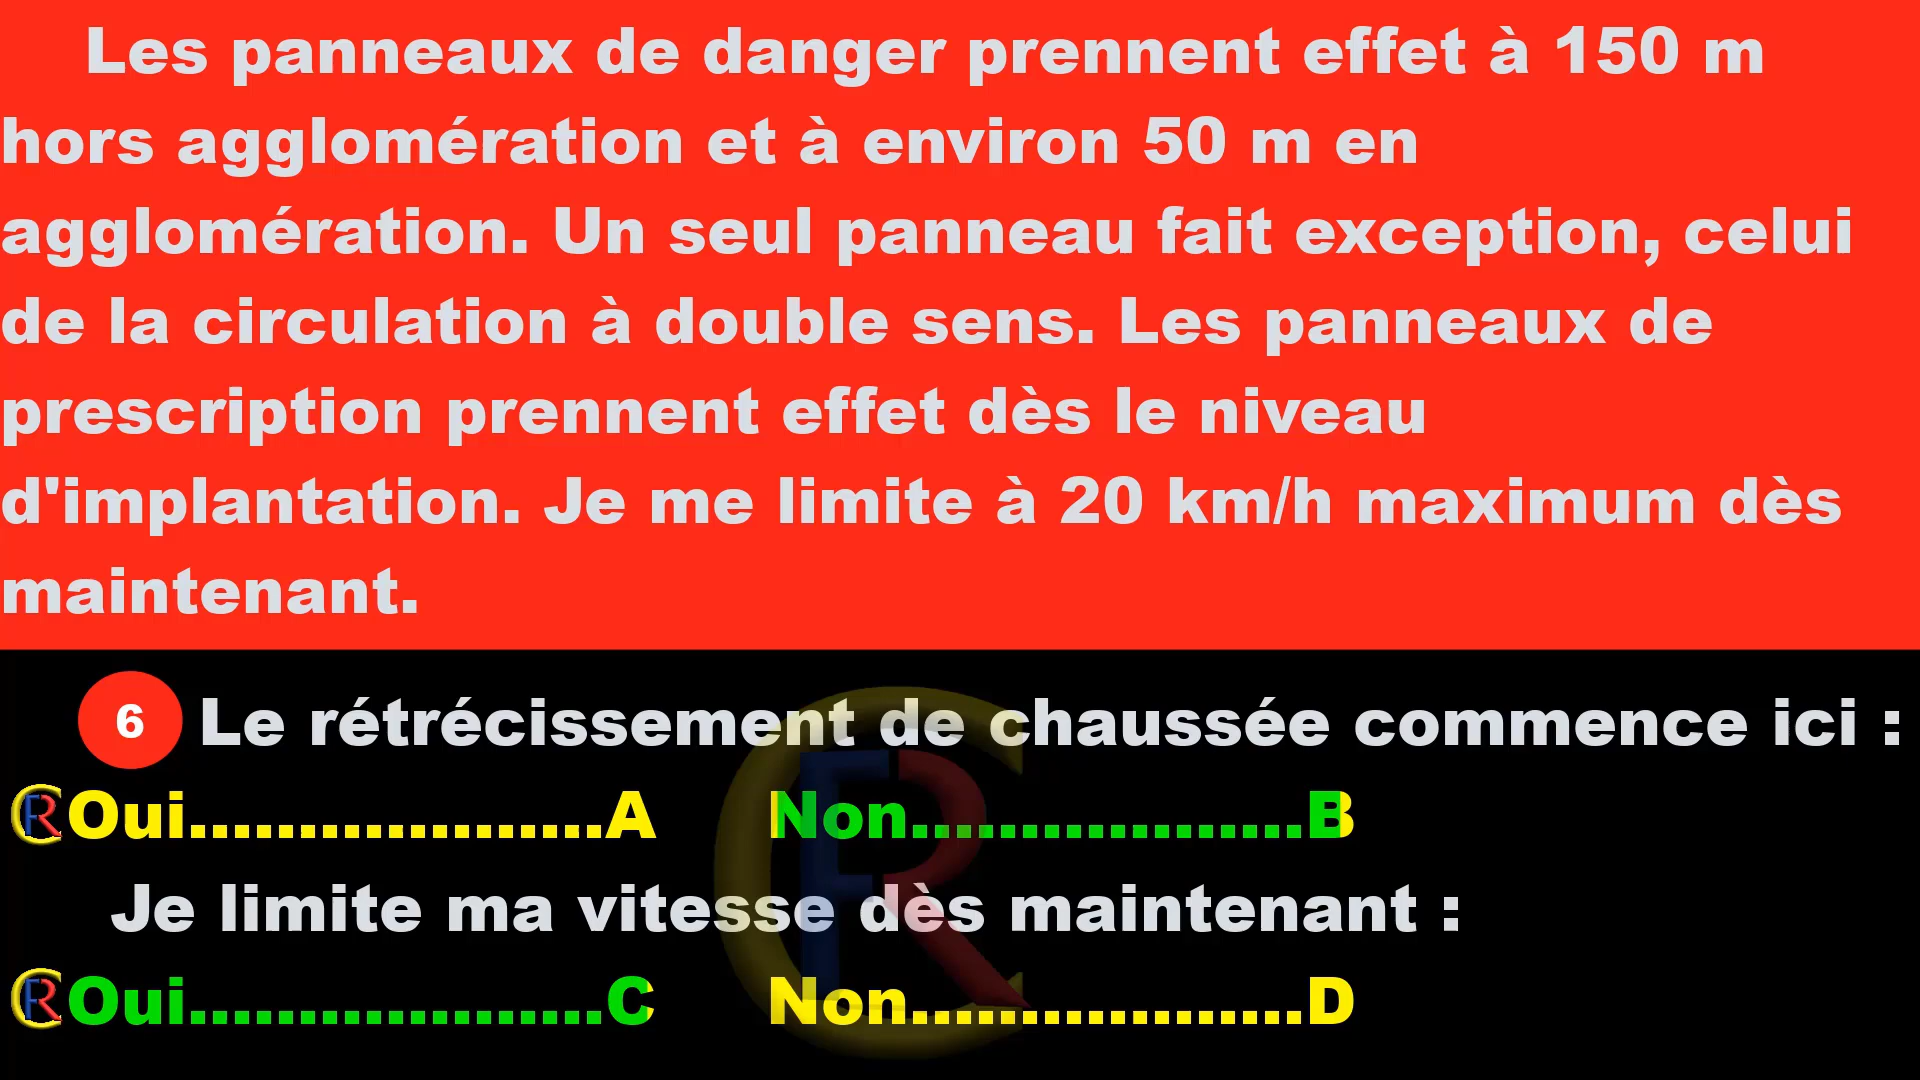 Les panneaux de danger prennent effet à 150 m
hors agglomération et à environ 50 m en
agglomération. Un seul panneau fait exception, celui
de la circulation à double sens. Les panneaux de
prescription prennent effet dès le niveau
d'implantation. Je me limite à 20 km/h maximum dès
maintenant.
6 Le rétrécissement de chaussée commence ici :
Oui...................A Non..................B
Je limite ma vitesse dès maintenant :
Oui...................C Non..................D